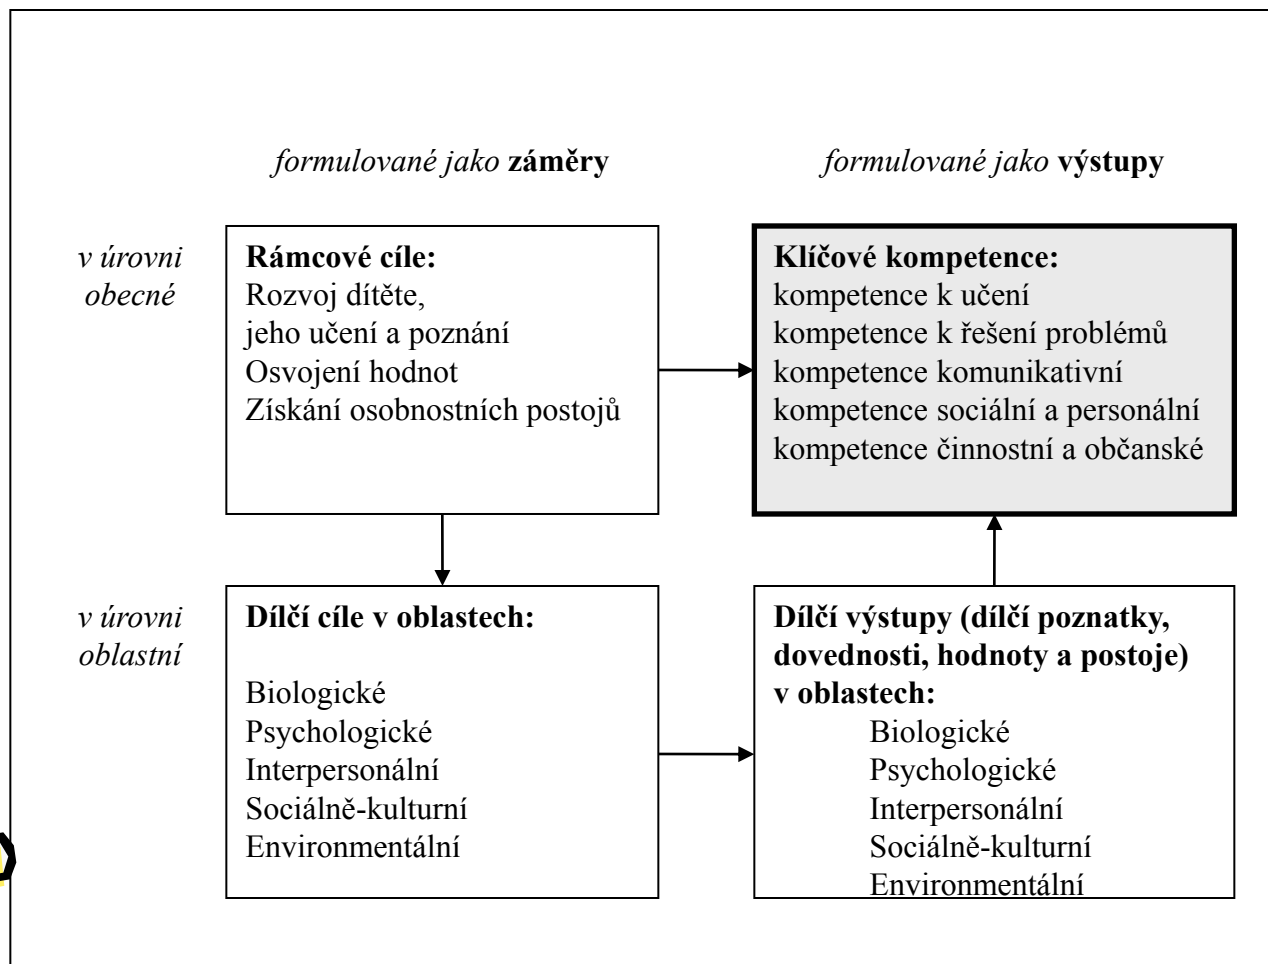 formulované jako záměry
formulované jako výstupy
v úrovni
obecné
Rámcové cíle:
Rozvoj dítěte,
jeho učení a poznání
Osvojení hodnot
Získání osobnostních postojů
Klíčové kompetence:
kompetence k učení
kompetence k řešení problémů
kompetence komunikativní
kompetence sociální a personální
kompetence činnostní a občanské
v úrovni
oblastní
Dílčí cíle v oblastech:
Biologické
Psychologické
Interpersonální
Sociálně-kulturní
Environmentální
Dílčí výstupy (dílčí poznatky,
dovednosti, hodnoty a postoje)
v oblastech:
Biologické
Psychologické
Interpersonální
Sociálně-kulturní
Environmentální